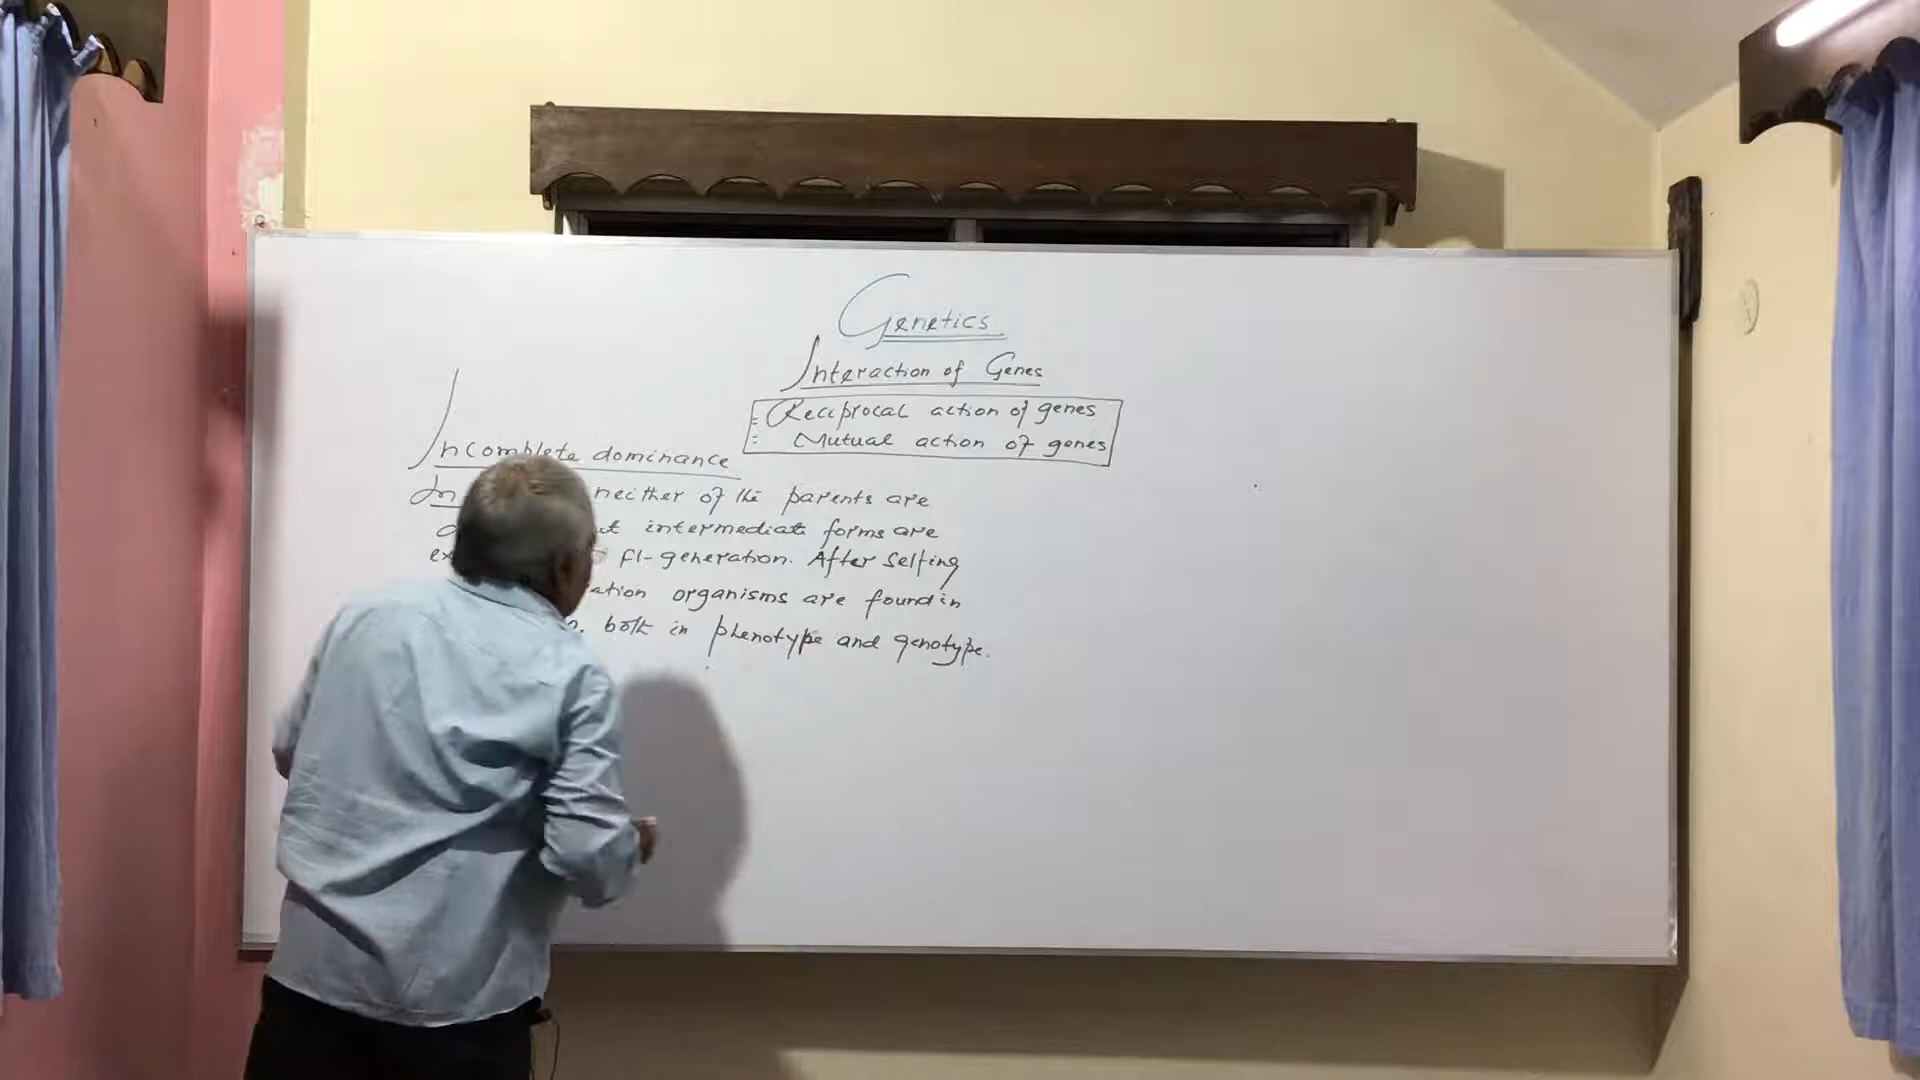 Genetics
Interaction of Genes
Reciprocal action of genes
Mutual action of genes
Incomplete dominance
In neither of the parents are
intermediate forms are
F1-generation. After selfing
organisms are found in
both in phenotype and genotype.